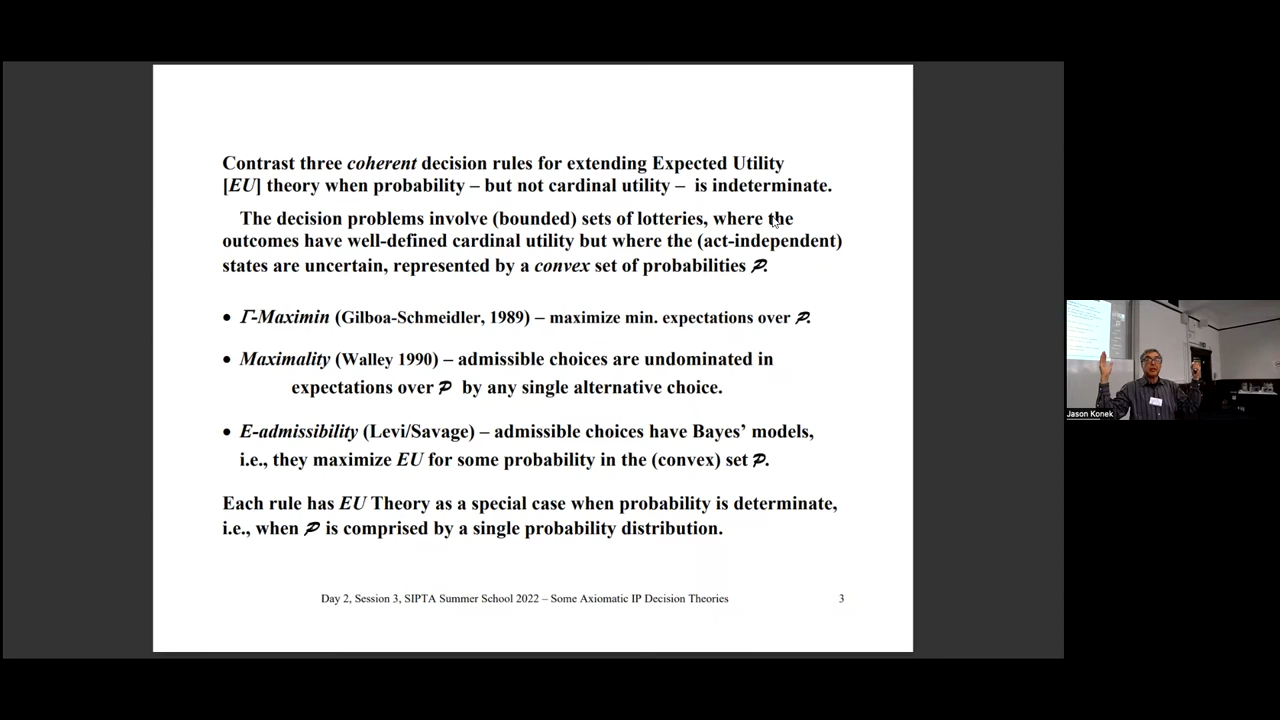 Contrast three coherent decision rules for extending Expected Utility
[EU] theory when probability – but not cardinal utility – is indeterminate.
The decision problems involve (bounded) sets of lotteries, where the
outcomes have well-defined cardinal utility but where the (act-independent)
states are uncertain, represented by a convex set of probabilities 𝒫.
• Γ-Maximin (Gilboa-Schmeidler, 1989) – maximize min. expectations over 𝒫.
• Maximality (Walley 1990) – admissible choices are undominated in
expectations over 𝒫 by any single alternative choice.
• E-admissibility (Levi/Savage) – admissible choices have Bayes' models,
i.e., they maximize EU for some probability in the (convex) set 𝒫.
Each rule has EU Theory as a special case when probability is determinate,
i.e., when 𝒫 is comprised by a single probability distribution.
Day 2, Session 3, SIPTA Summer School 2022 – Some Axiomatic IP Decision Theories 3
Jason Konek